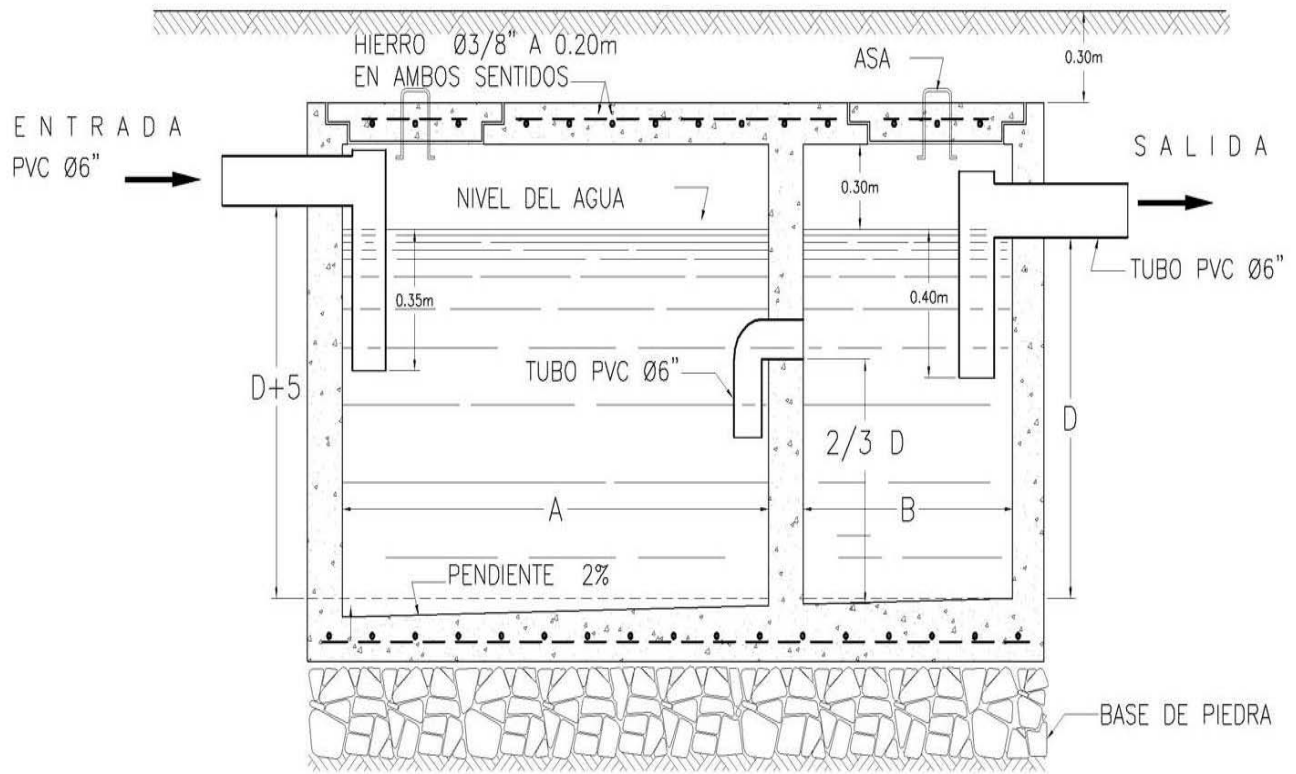 HIERRO Ø3/8" A 0.20m
EN AMBOS SENTIDOS
ASA
0.30m
ENTRADA
PVC Ø6"
SALIDA
NIVEL DEL AGUA
0.30m
TUBO PVC Ø6"
0.35m
0.40m
TUBO PVC Ø6"
D+5
2/3 D
D
A
B
PENDIENTE 2%
BASE DE PIEDRA